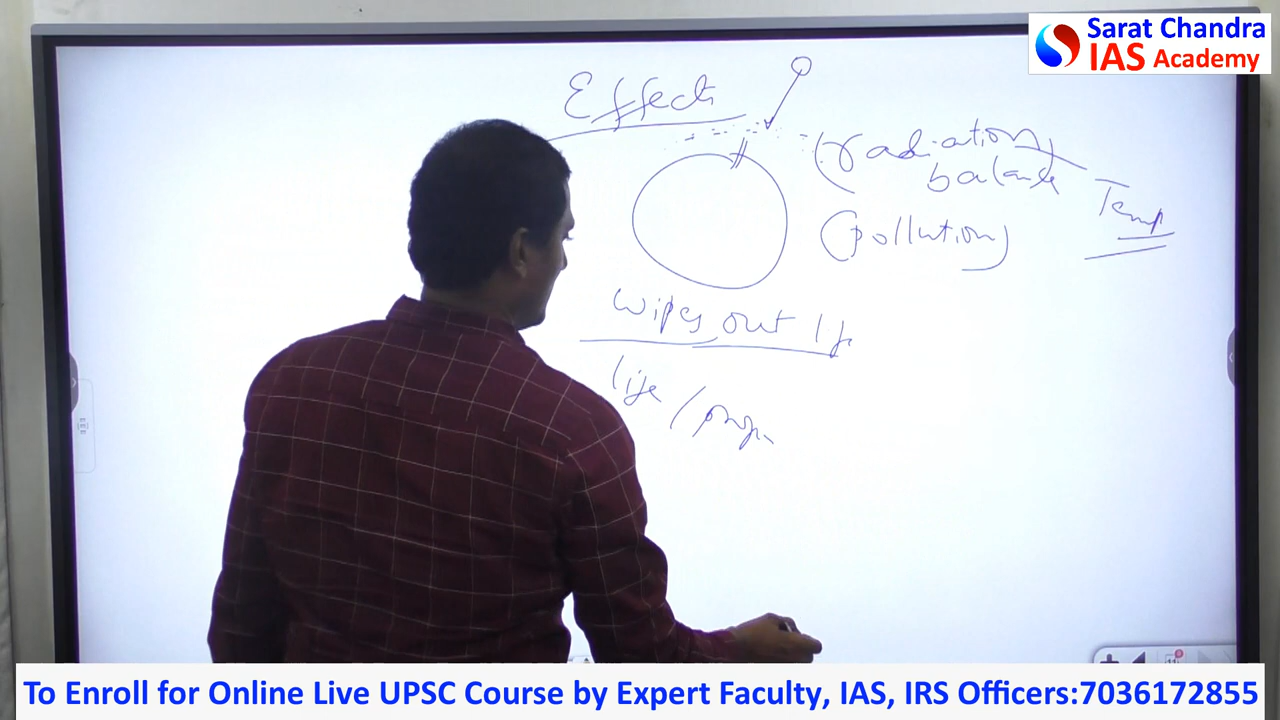 Sarat Chandra
IAS Academy
Effects
(radiation
balance
Temp
(pollution)
wipes out
life /
To Enroll for Online Live UPSC Course by Expert Faculty, IAS, IRS Officers:7036172855